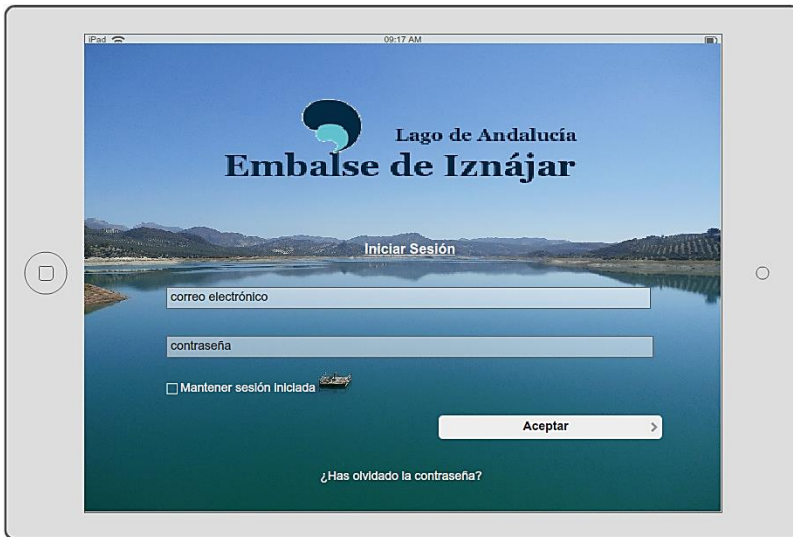 iPad
09:17 AM
Lago de Andalucía
Embalse de Iznájar
Iniciar Sesión
correo electrónico
contraseña
Mantener sesión iniciada
Aceptar
¿Has olvidado la contraseña?